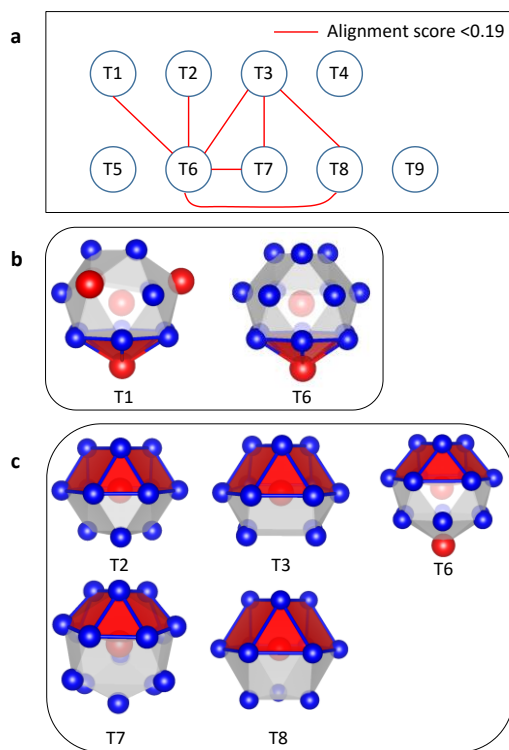 a
Alignment score <0.19
T1 T2 T3 T4
T5 T6 T7 T8 T9
b
T1 T6
c
T2 T3 T6
T7 T8